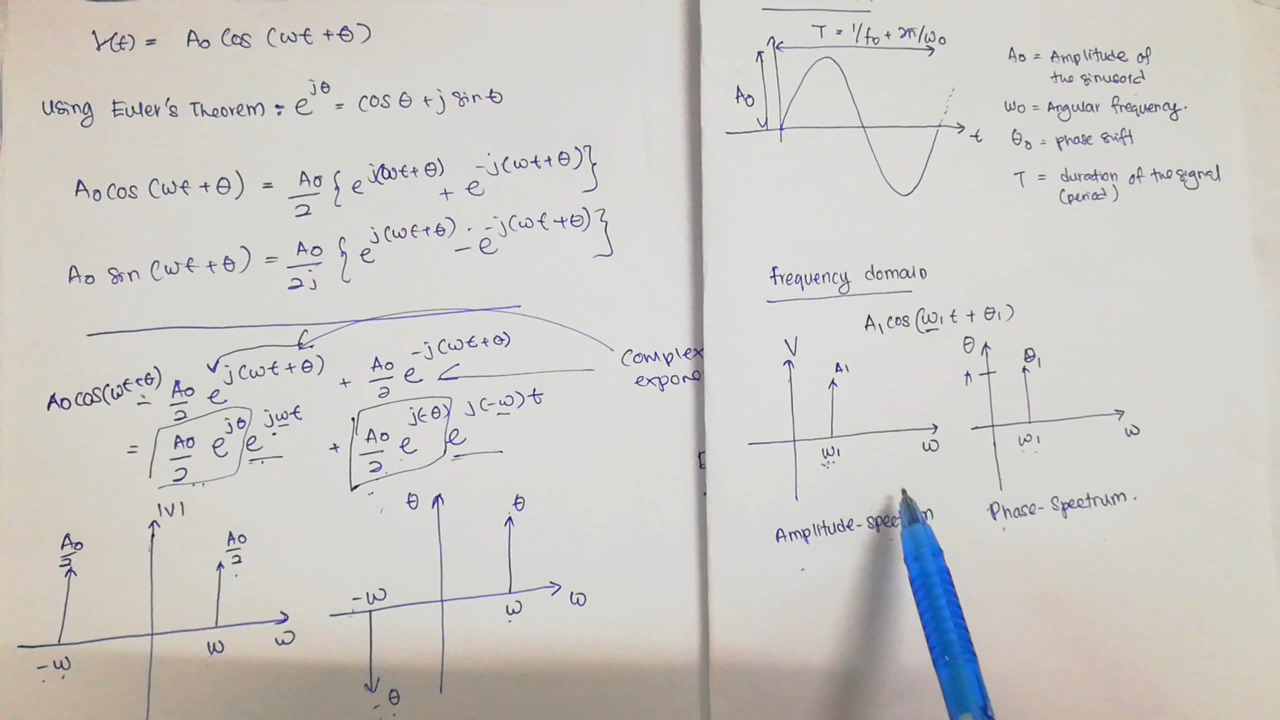 V(t) = A0 cos (ωt + θ)
Using Euler's Theorem : e^jθ = cosθ + j sinθ
A0 cos (ωt + θ) = A0/2 { e^j(ωt+θ) + e^-j(ωt+θ) }
A0 sin (ωt + θ) = A0/2j { e^j(ωt+θ) - e^-j(ωt+θ) }
A0 cos(ωt+θ) = A0/2 e^j(ωt+θ) + A0/2 e^-j(ωt+θ)
Complex
expone
= A0/2 e^jθ e^jωt + A0/2 e^j(-θ) e^j(-ω)t
|V|
A0/2
A0/2
-ω
ω
ω
θ
θ
-ω
ω
ω
-θ
T = 1/f0 + 2π/ω0
A0
t
A0 = Amplitude of
the sinusoid
ω0 = Angular frequency.
θ0 = phase shift
T = duration of the signal
(period)
frequency domain
A1 cos(ω1t + θ1)
V
A1
ω1
ω
θ
θ1
ω1
ω
Amplitude-spectrum
Phase-Spectrum.